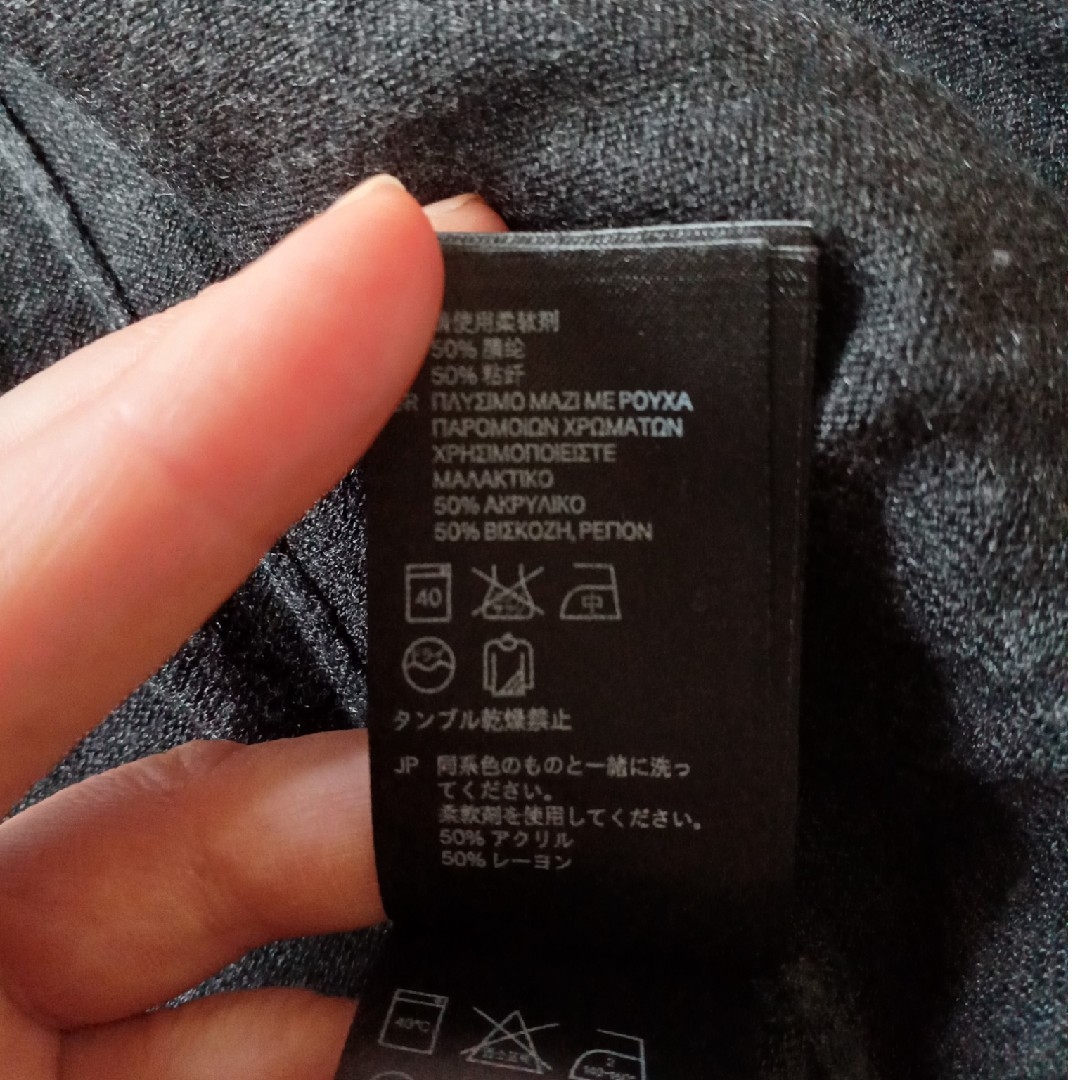 使用柔软剂
50% 腈纶
50% 粘纤
GR ΠΛΥΣΙΜΟ ΜΑΖΙ ΜΕ ΡΟΥΧΑ
ΠΑΡΟΜΟΙΩΝ ΧΡΩΜΑΤΩΝ
ΧΡΗΣΙΜΟΠΟΙΕΙΣΤΕ
ΜΑΛΑΚΤΙΚΟ
50% ΑΚΡΥΛΙΚΟ
50% ΒΙΣΚΟΖΗ, ΡΕΓΙΟΝ
40 中
タンブル乾燥禁止
JP 同系色のものと一緒に洗っ
てください。
柔軟剤を使用してください。
50% アクリル
50% レーヨン
40°C 2